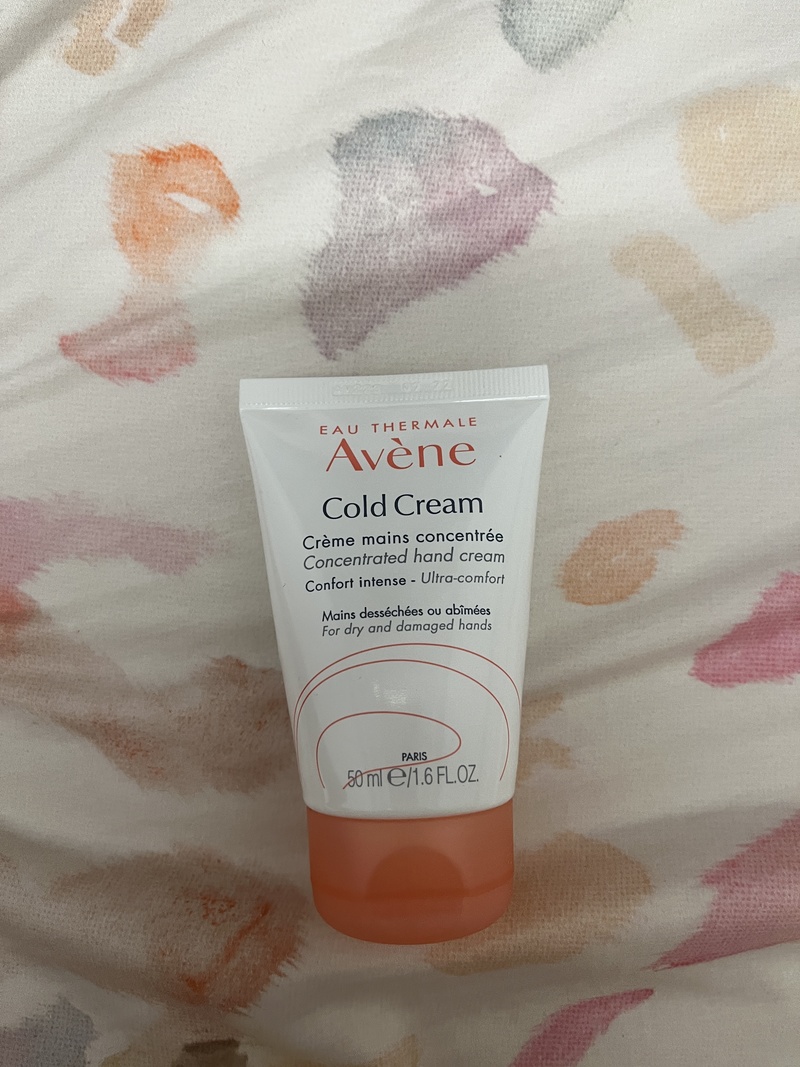 EAU THERMALE
Avène
Cold Cream
Crème mains concentrée
Concentrated hand cream
Confort intense - Ultra-comfort
Mains desséchées ou abîmées
For dry and damaged hands
PARIS
50 ml ℮/1.6 FL.OZ.